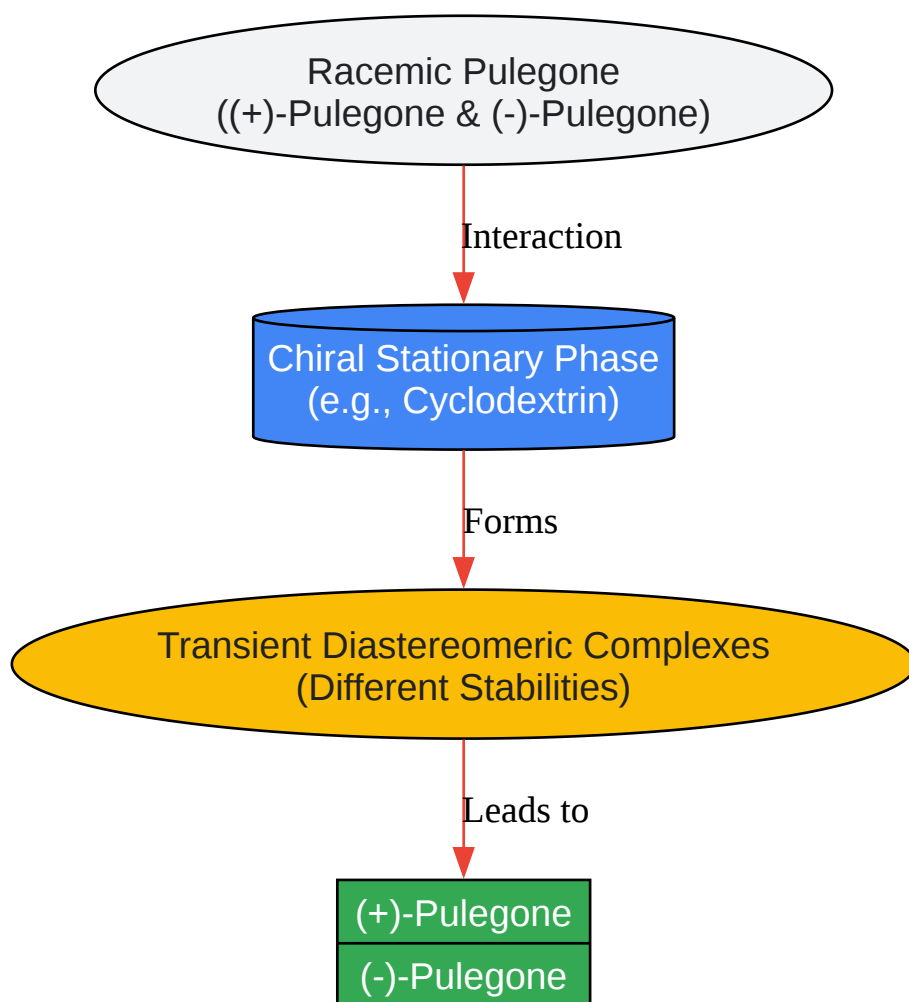 Racemic Pulegone
((+)-Pulegone & (-)-Pulegone)
Interaction
Chiral Stationary Phase
(e.g., Cyclodextrin)
Forms
Transient Diastereomeric Complexes
(Different Stabilities)
Leads to
(+)-Pulegone
(-)-Pulegone